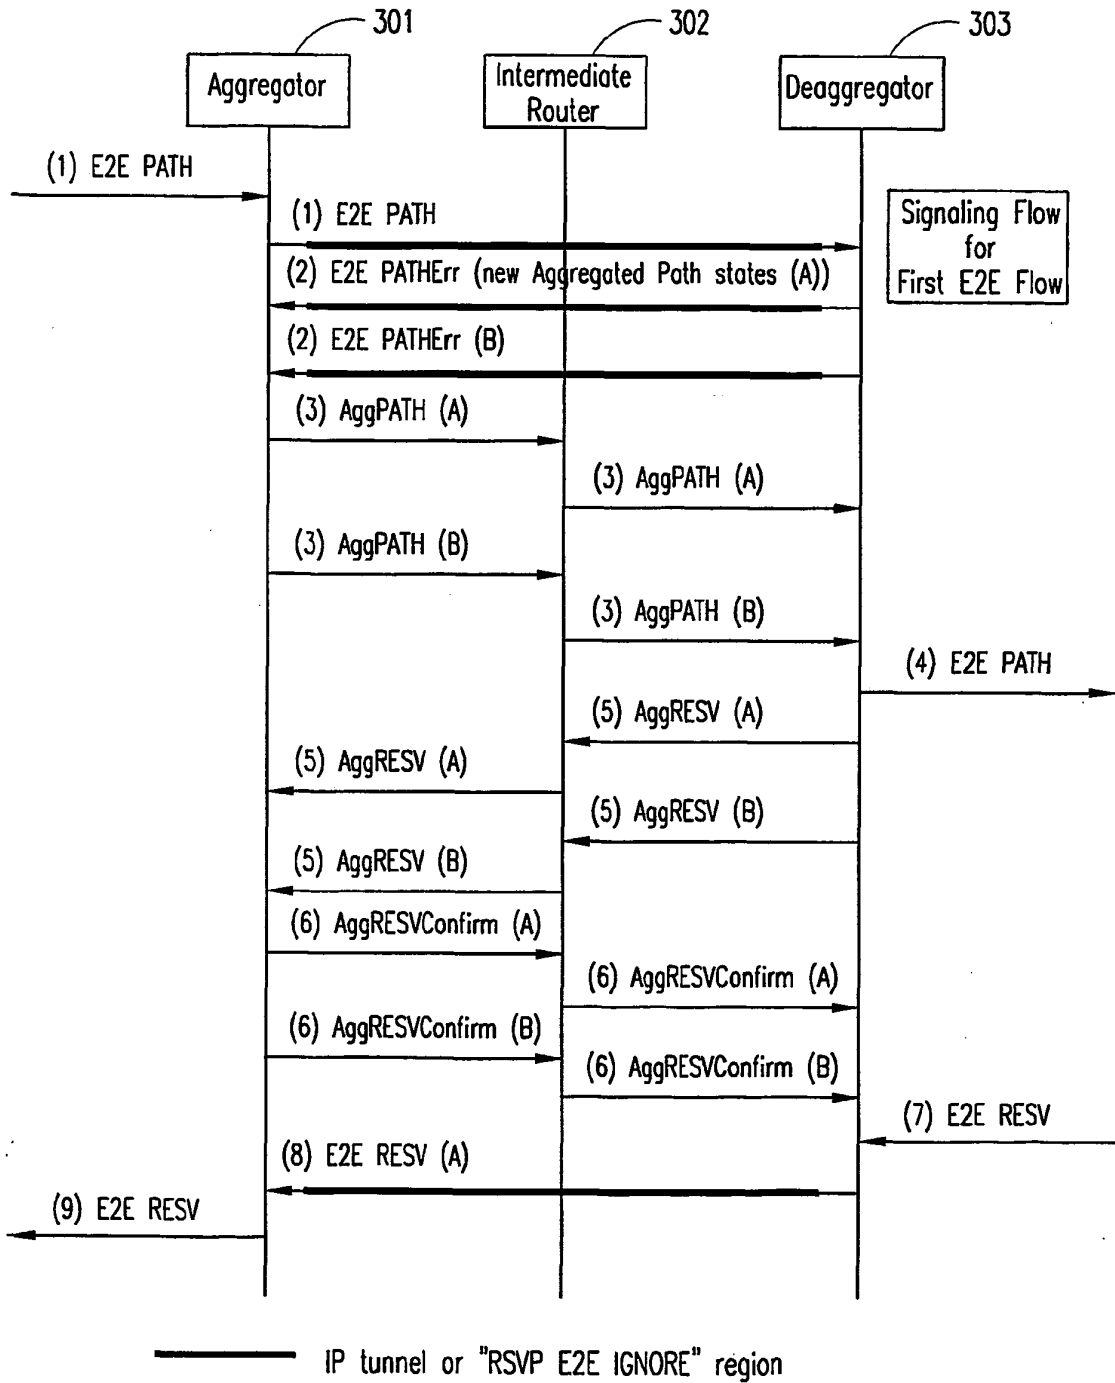 301
302
303
Aggregator
Intermediate
Router
Deaggregator
(1) E2E PATH
(1) E2E PATH
Signaling Flow
for
First E2E Flow
(2) E2E PATHErr (new Aggregated Path states (A))
(2) E2E PATHErr (B)
(3) AggPATH (A)
(3) AggPATH (A)
(3) AggPATH (B)
(3) AggPATH (B)
(4) E2E PATH
(5) AggRESV (A)
(5) AggRESV (A)
(5) AggRESV (B)
(5) AggRESV (B)
(6) AggRESVConfirm (A)
(6) AggRESVConfirm (A)
(6) AggRESVConfirm (B)
(6) AggRESVConfirm (B)
(7) E2E RESV
(8) E2E RESV (A)
(9) E2E RESV
IP tunnel or "RSVP E2E IGNORE" region